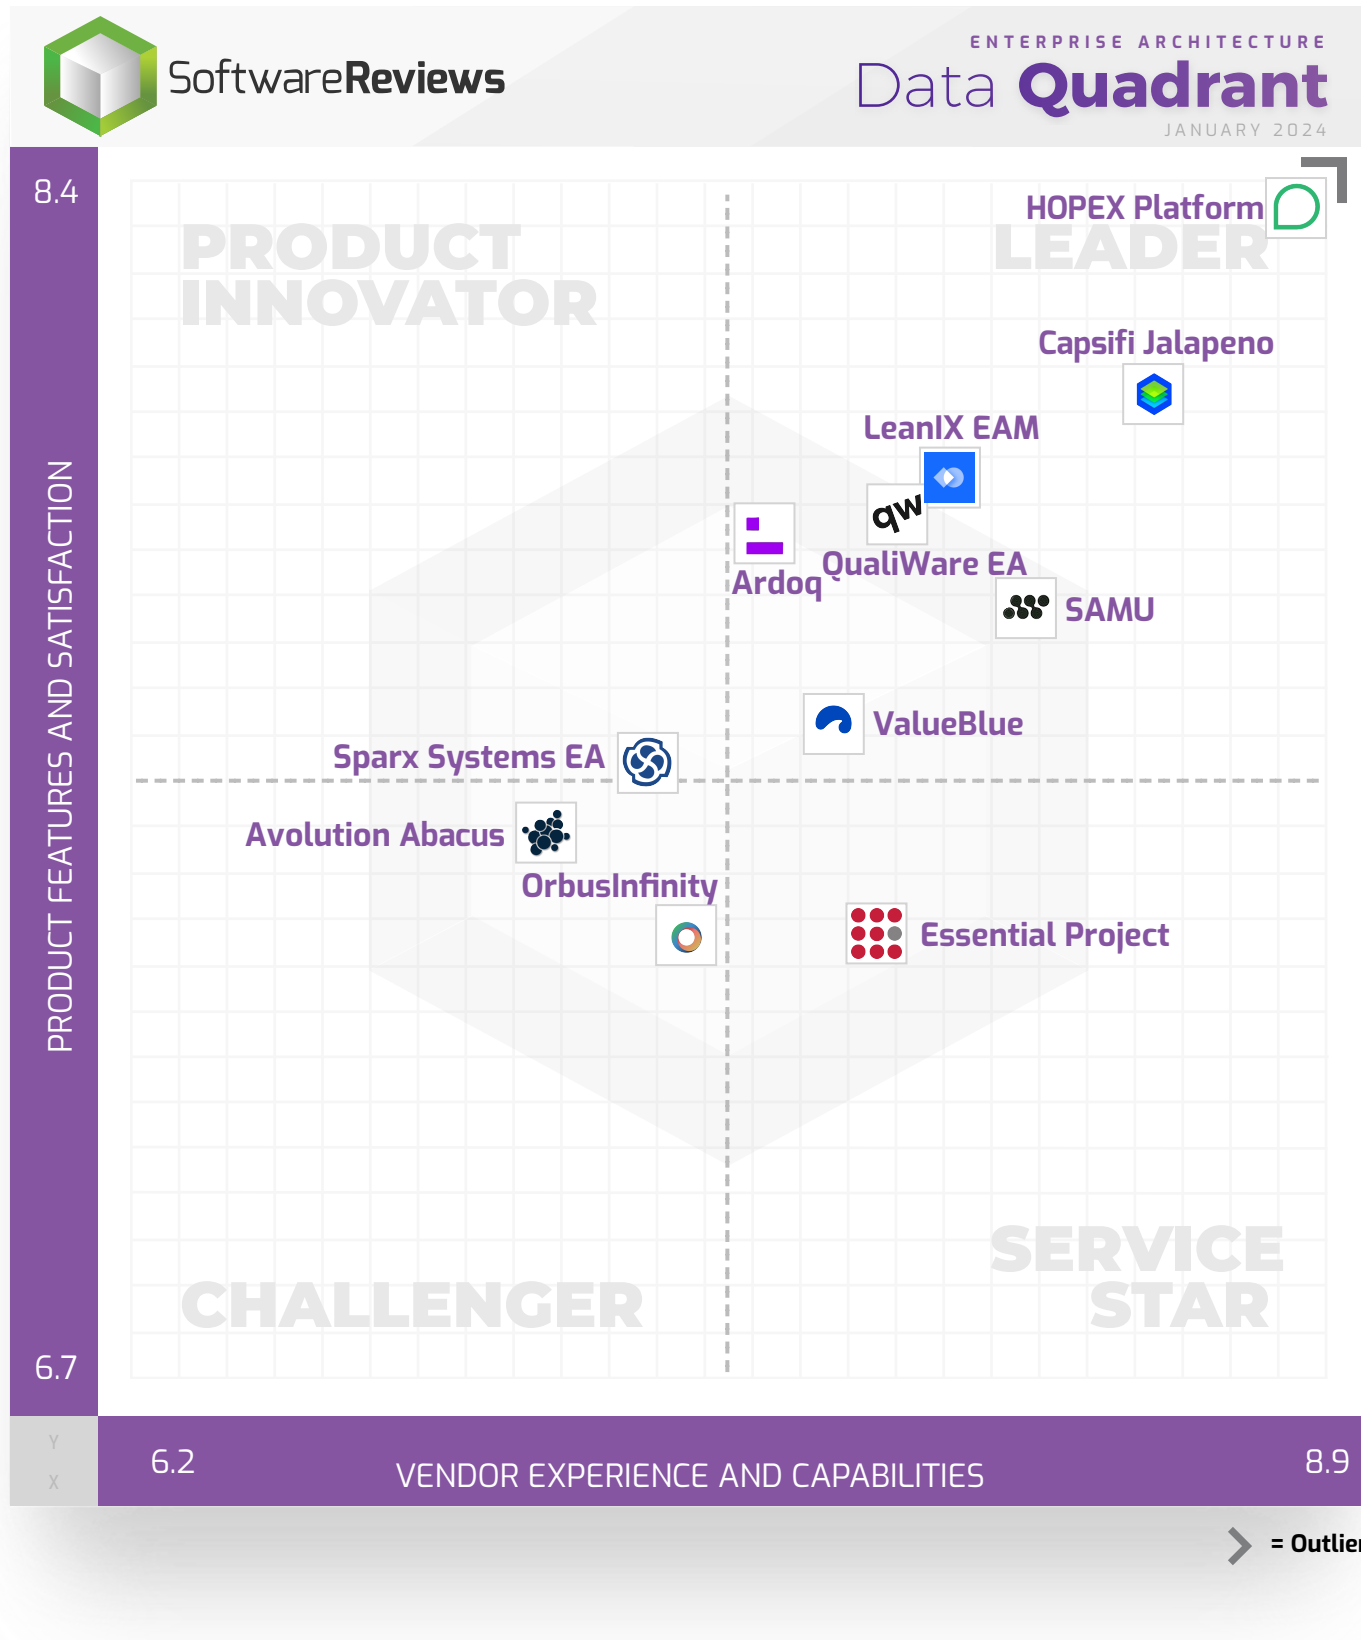 SoftwareReviews
ENTERPRISE ARCHITECTURE
Data Quadrant
JANUARY 2024
8.4
PRODUCT FEATURES AND SATISFACTION
6.7
PRODUCT
INNOVATOR
LEADER
HOPEX Platform
Capsifi Jalapeno
LeanIX EAM
qw
QualiWare EA
Ardoq
SAMU
ValueBlue
Sparx Systems EA
Avolution Abacus
OrbusInfinity
Essential Project
CHALLENGER
SERVICE
STAR
Y
X
6.2
VENDOR EXPERIENCE AND CAPABILITIES
8.9
= Outlier